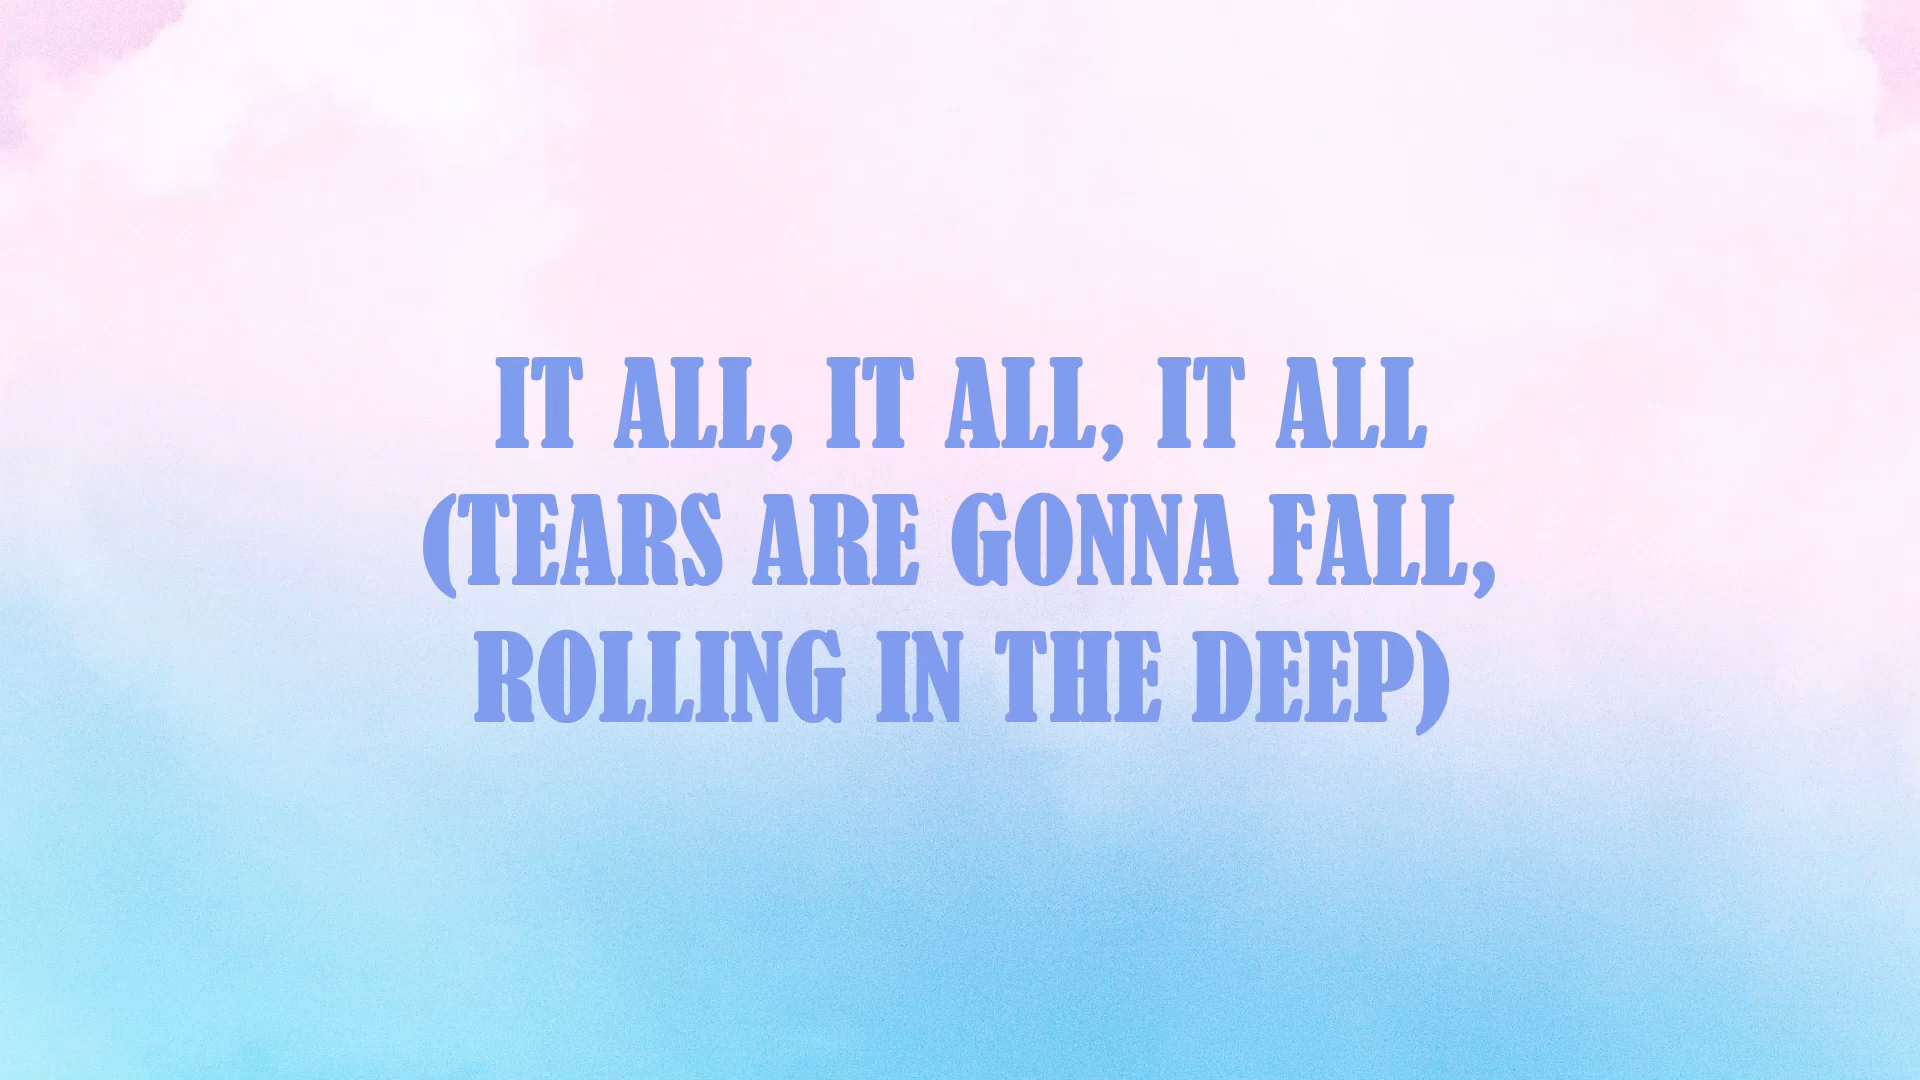 IT ALL, IT ALL, IT ALL
(TEARS ARE GONNA FALL,
ROLLING IN THE DEEP)